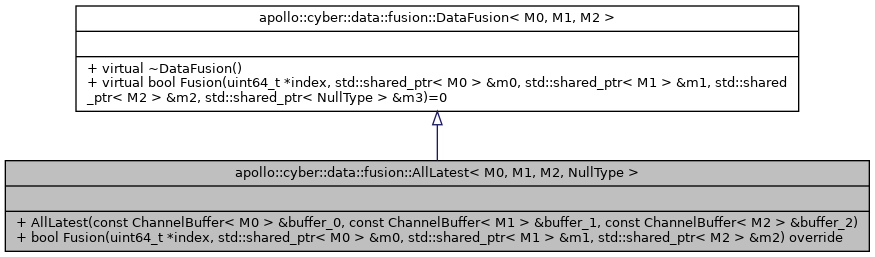 apollo::cyber::data::fusion::DataFusion< M0, M1, M2 >
+ virtual ~DataFusion()
+ virtual bool Fusion(uint64_t *index, std::shared_ptr< M0 > &m0, std::shared_ptr< M1 > &m1, std::shared
_ptr< M2 > &m2, std::shared_ptr< NullType > &m3)=0
apollo::cyber::data::fusion::AllLatest< M0, M1, M2, NullType >
+ AllLatest(const ChannelBuffer< M0 > &buffer_0, const ChannelBuffer< M1 > &buffer_1, const ChannelBuffer< M2 > &buffer_2)
+ bool Fusion(uint64_t *index, std::shared_ptr< M0 > &m0, std::shared_ptr< M1 > &m1, std::shared_ptr< M2 > &m2) override